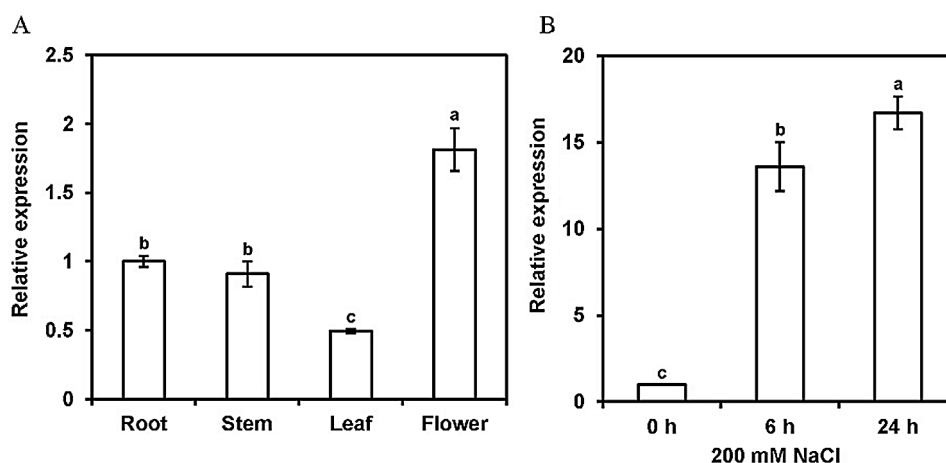 A
Relative expression
2.5
2
1.5
1
0.5
0
b
b
c
a
Root Stem Leaf Flower
B
Relative expression
20
15
10
5
0
c
b
a
0 h 6 h 24 h
200 mM NaCl